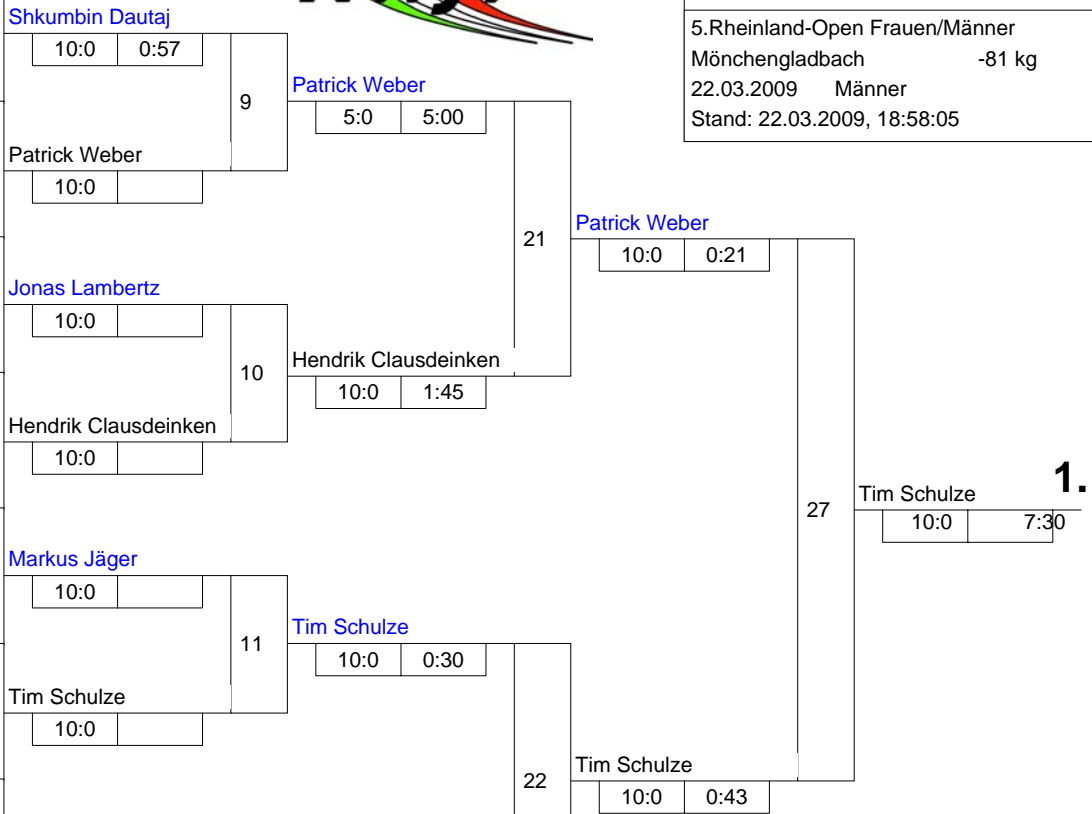 Shkumbin Dautaj
10:0 0:57
9
Patrick Weber
5:0 5:00
Patrick Weber
10:0
5.Rheinland-Open Frauen/Männer
Mönchengladbach -81 kg
22.03.2009 Männer
Stand: 22.03.2009, 18:58:05
21
Patrick Weber
10:0 0:21
Jonas Lambertz
10:0
10
Hendrik Clausdeinken
10:0 1:45
Hendrik Clausdeinken
10:0
27
Tim Schulze 1.
10:0 7:30
Markus Jäger
10:0
11
Tim Schulze
10:0 0:30
Tim Schulze
10:0
22
Tim Schulze
10:0 0:43